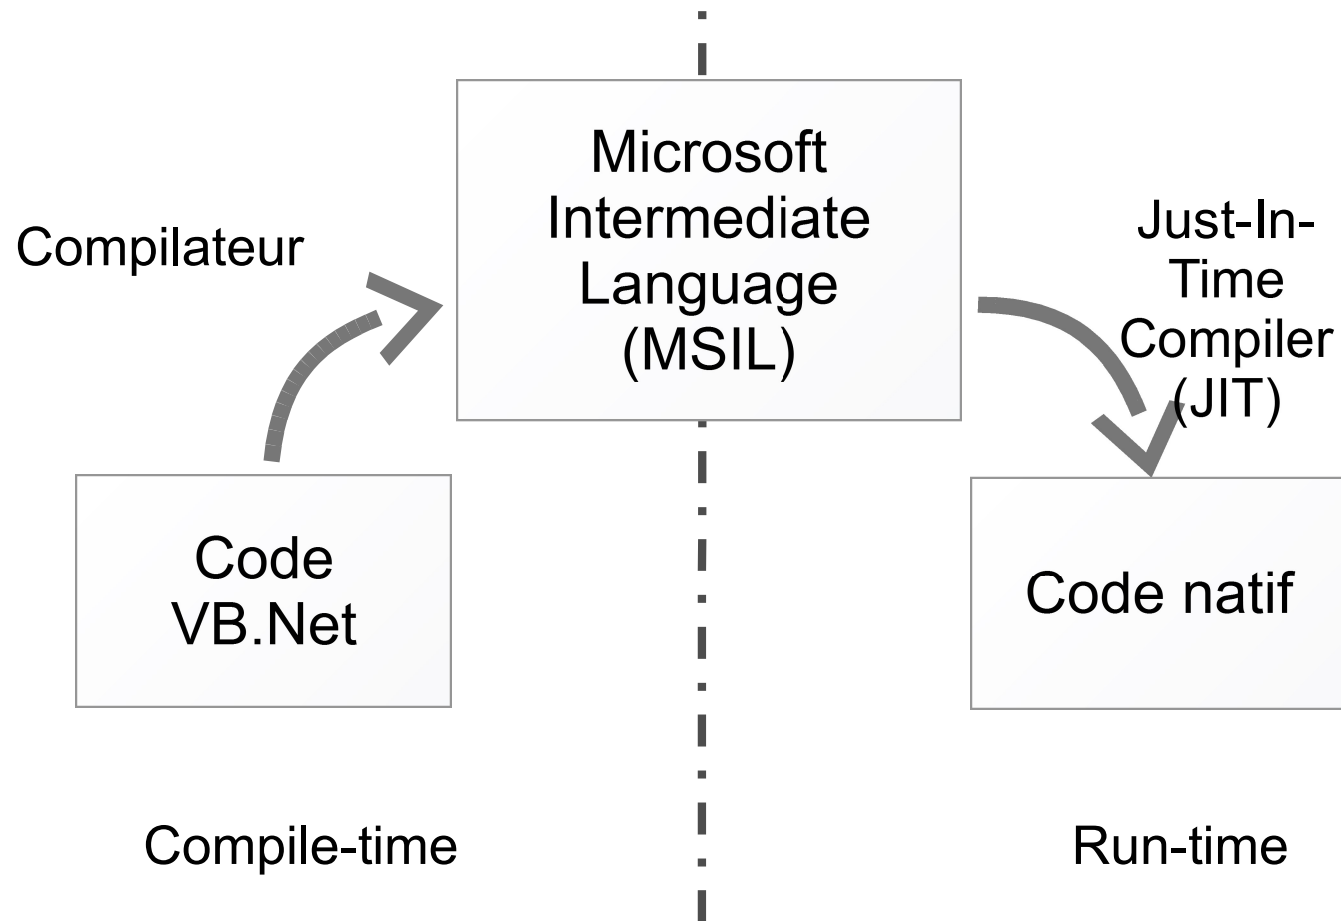 Microsoft
Intermediate
Language
(MSIL)
Compilateur
Just-In-
Time
Compiler
(JIT)
Code
VB.Net
Code natif
Compile-time
Run-time